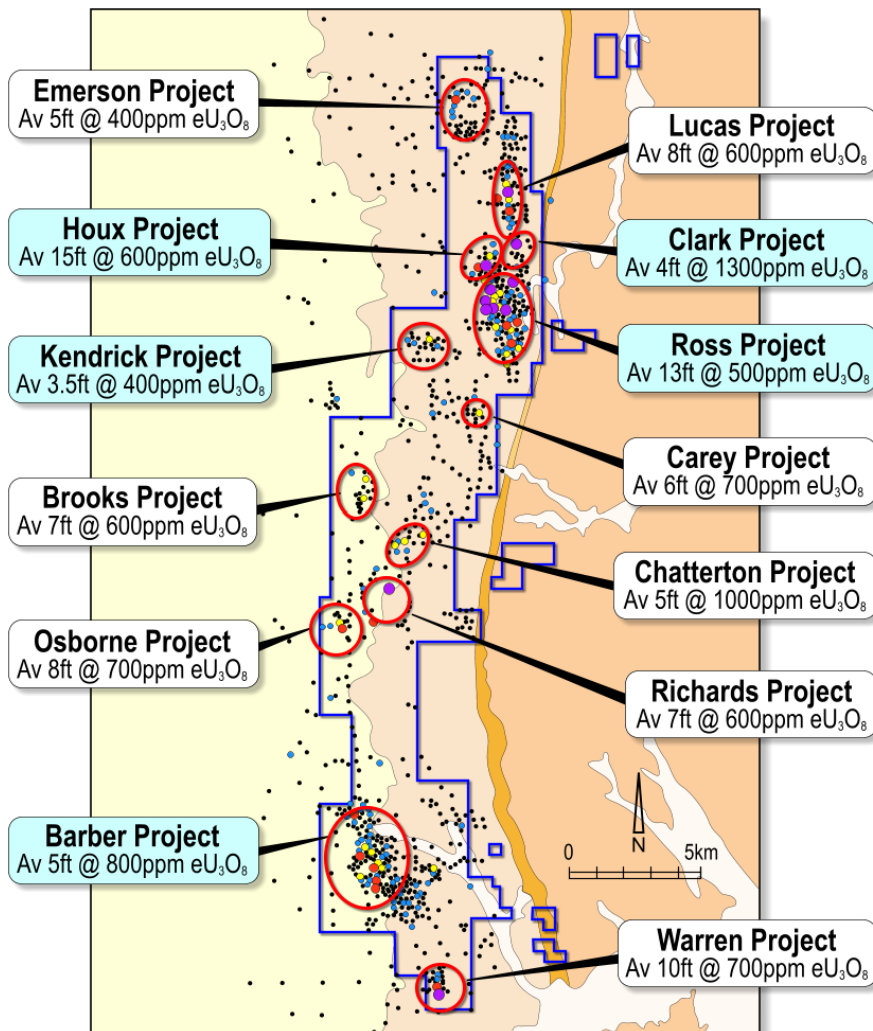 Emerson Project
Av 5ft @ 400ppm eU₃O₈
Lucas Project
Av 8ft @ 600ppm eU₃O₈
Houx Project
Av 15ft @ 600ppm eU₃O₈
Clark Project
Av 4ft @ 1300ppm eU₃O₈
Kendrick Project
Av 3.5ft @ 400ppm eU₃O₈
Ross Project
Av 13ft @ 500ppm eU₃O₈
Carey Project
Av 6ft @ 700ppm eU₃O₈
Brooks Project
Av 7ft @ 600ppm eU₃O₈
Chatterton Project
Av 5ft @ 1000ppm eU₃O₈
Osborne Project
Av 8ft @ 700ppm eU₃O₈
Richards Project
Av 7ft @ 600ppm eU₃O₈
Barber Project
Av 5ft @ 800ppm eU₃O₈
N
0 5km
Warren Project
Av 10ft @ 700ppm eU₃O₈